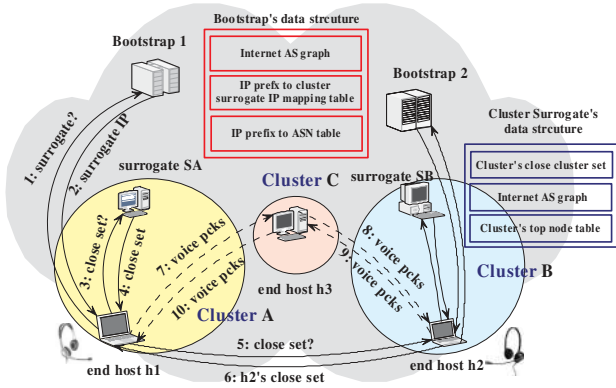 Bootstrap's data strcuture
Internet AS graph
IP prefx to cluster
surrogate IP mapping table
IP prefix to ASN table
Bootstrap 1
Bootstrap 2
Cluster Surrogate's
data strcuture
Cluster's close cluster set
Internet AS graph
Cluster's top node table
1: surrogate?
2: surrogate IP
surrogate SA
Cluster C
surrogate SB
3: close set?
4: close set
7: voice pcks
10: voice pcks
8: voice pcks
9: voice pcks
end host h3
Cluster A
Cluster B
5: close set?
end host h1
end host h2
6: h2's close set